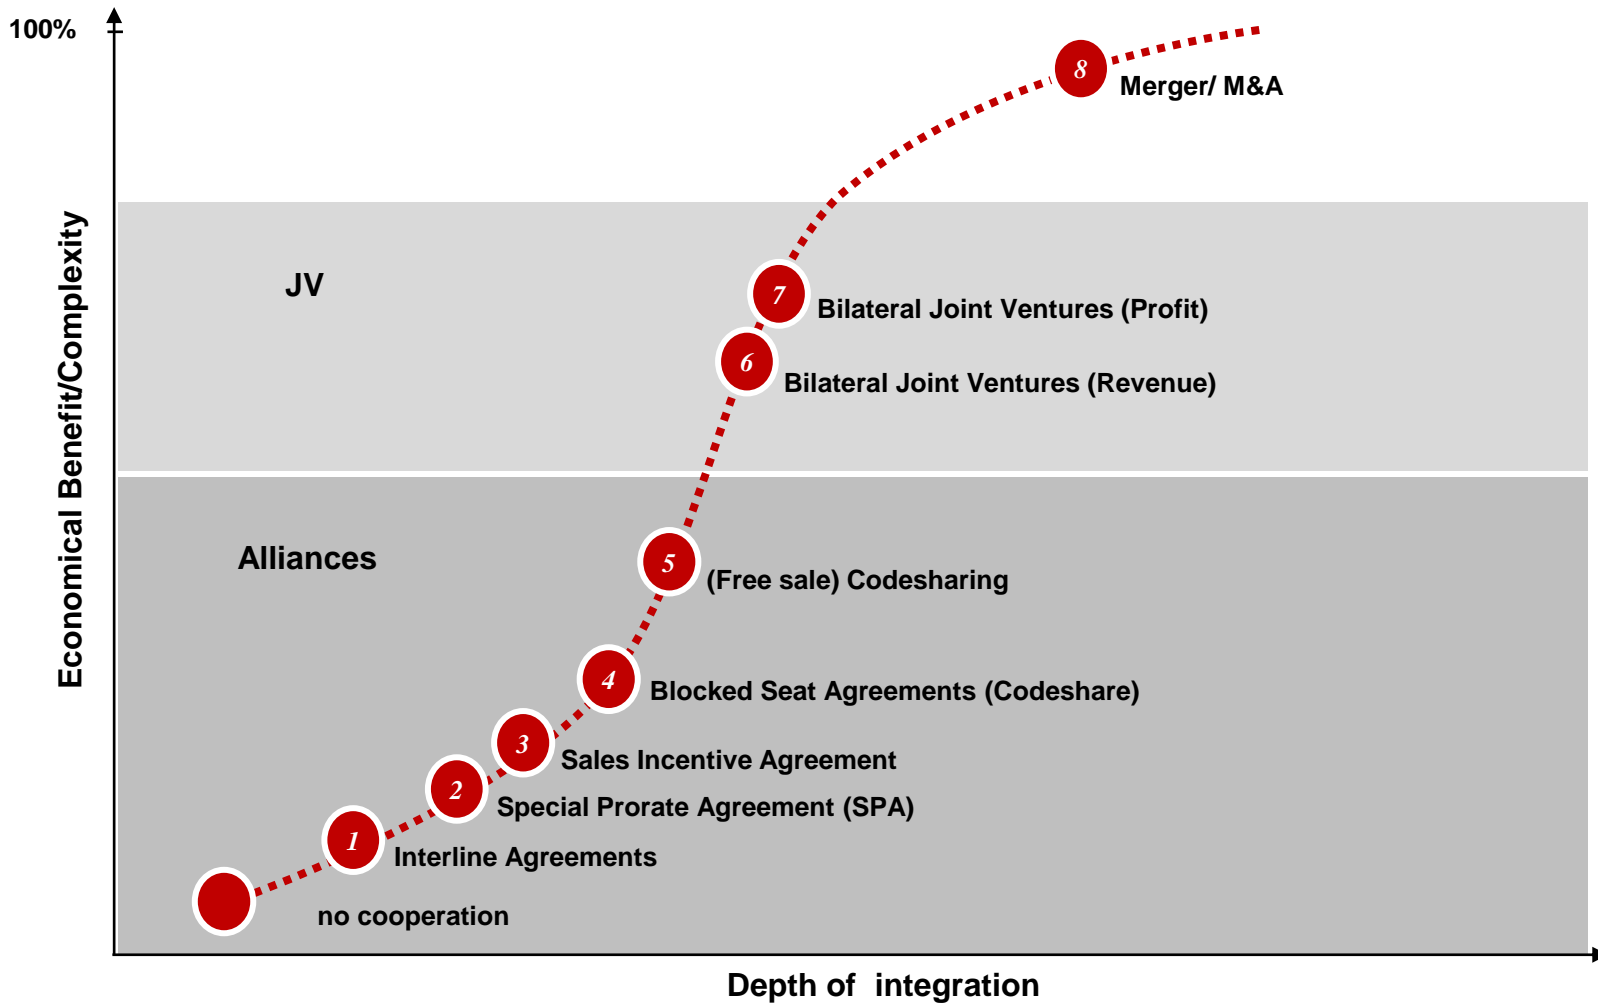 100%
8
Merger/ M&A
JV
7
Bilateral Joint Ventures (Profit)
6
Bilateral Joint Ventures (Revenue)
Economical Benefit/Complexity
Alliances
5
(Free sale) Codesharing
4
Blocked Seat Agreements (Codeshare)
3
Sales Incentive Agreement
2
Special Prorate Agreement (SPA)
1
Interline Agreements
no cooperation
Depth of  integration